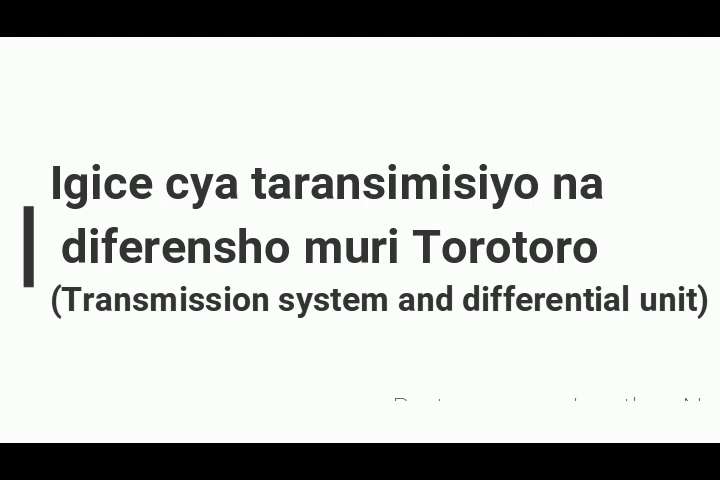 Igice cya taransimisiyo na
diferensho muri Torotoro
(Transmission system and differential unit)